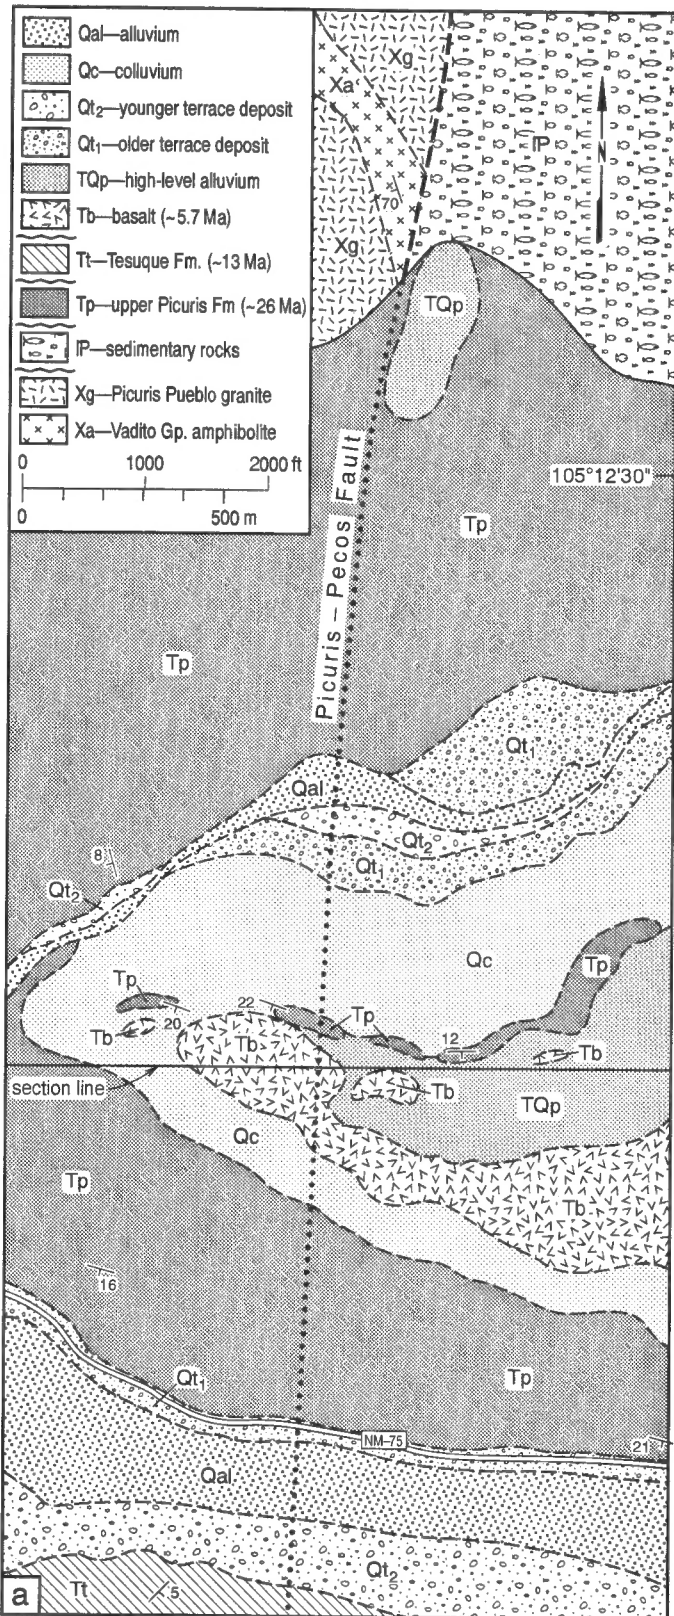 Qal—alluvium
Qc—colluvium
Qt2—younger terrace deposit
Qt1—older terrace deposit
TQp—high-level alluvium
Tb—basalt (~5.7 Ma)
Tt—Tesuque Fm. (~13 Ma)
Tp—upper Picuris Fm (~26 Ma)
IP—sedimentary rocks
Xg—Picuris Pueblo granite
Xa—Vadito Gp. amphibolite
0 1000 2000 ft
0 500 m
Xg
Xa
IP
N
70
Xg
TQp
105°12'30"
Tp
Picuris – Pecos Fault
Tp
Qt1
Qal
Qt2
8
Qt1
Qt2
Qc
Tp
Tp
22
Tp
20
12
Tb
Tb
Tb
section line
Tb
TQp
Qc
Tp
Tb
16
Qt1
Tp
NM–75
21
Qal
Qt2
Tt
5
a